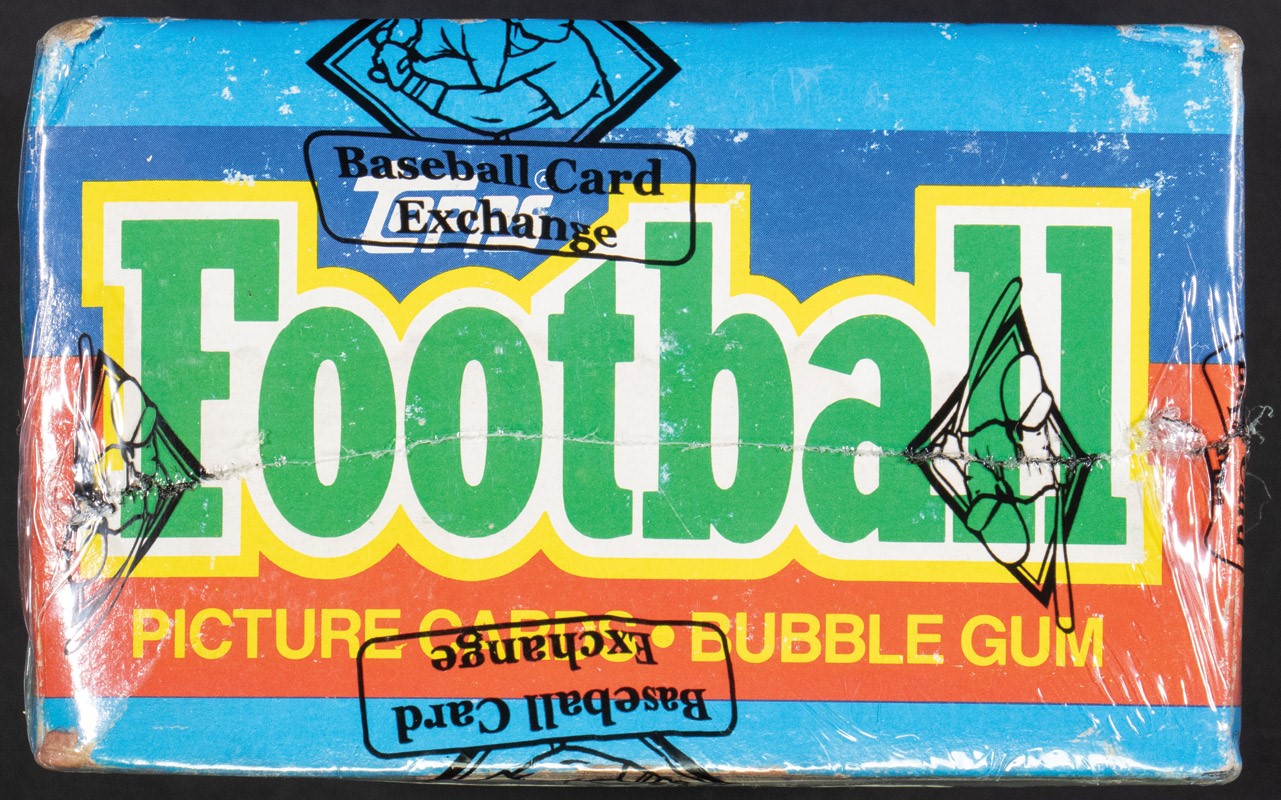 Baseball Card
Exchange
Topps®
Football
PICTURE CARDS • BUBBLE GUM
Exchange
Baseball Card